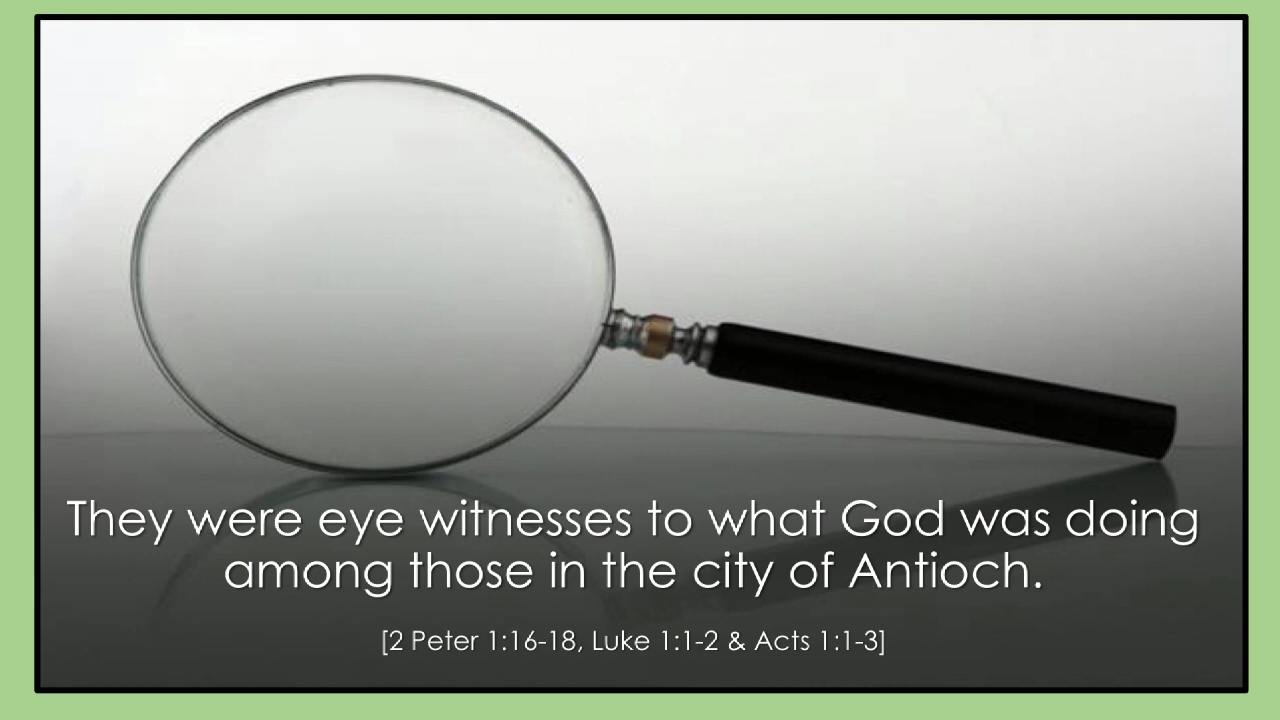 They were eye witnesses to what God was doing
among those in the city of Antioch.
[2 Peter 1:16-18, Luke 1:1-2 & Acts 1:1-3]